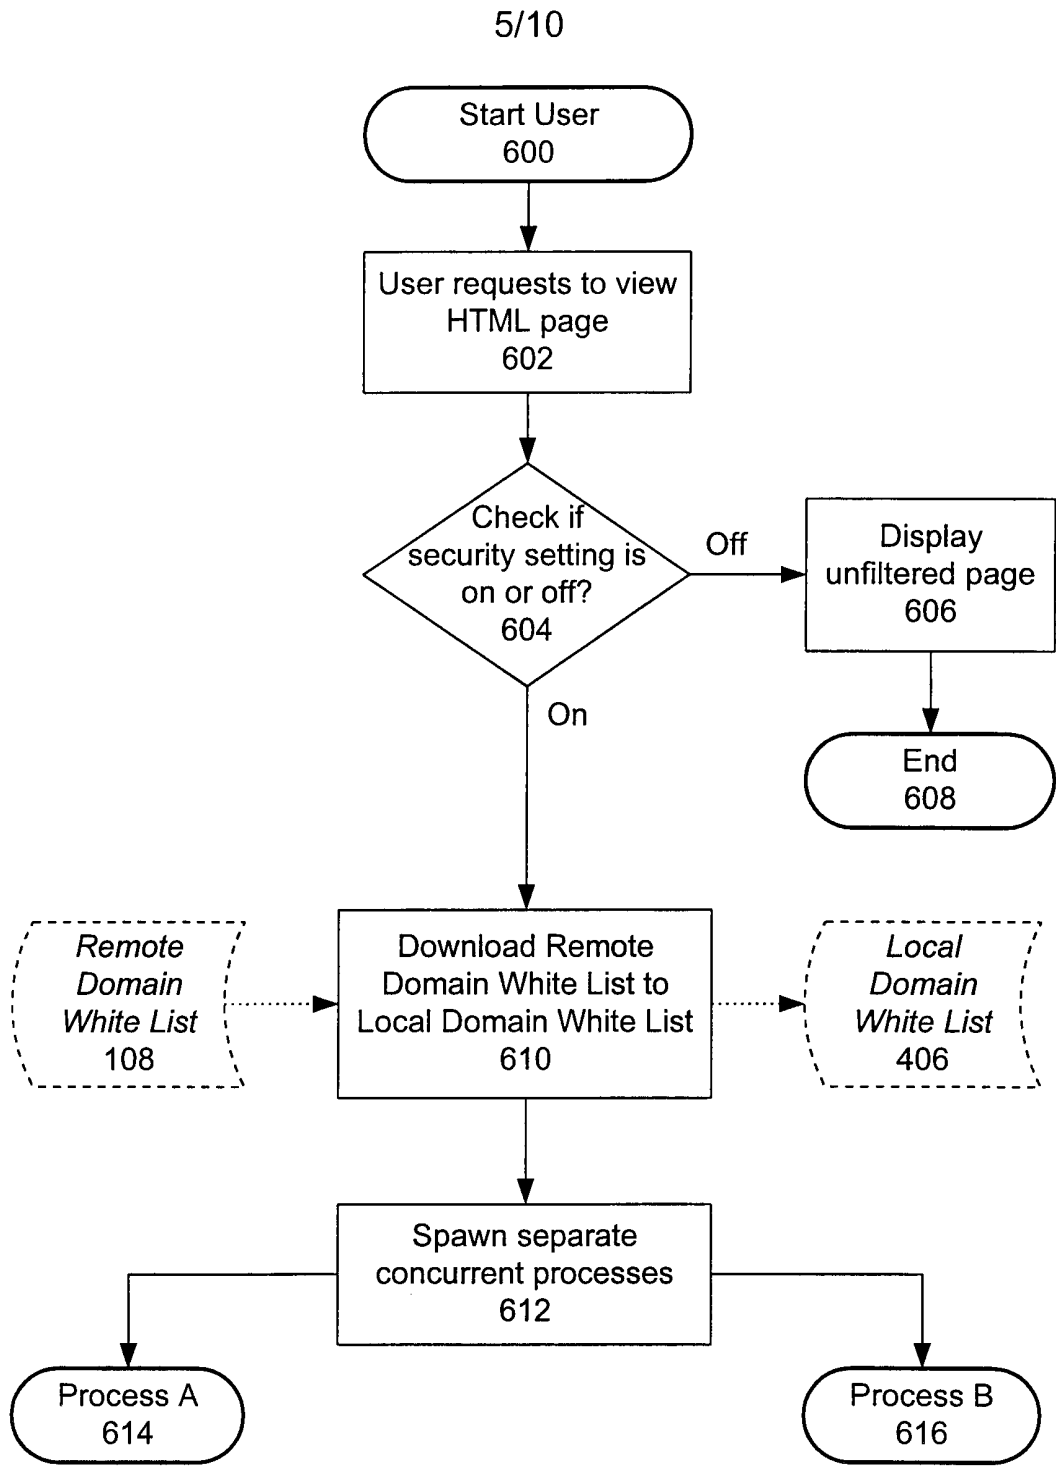 5/10
Start User
600
User requests to view
HTML page
602
Check if
security setting is
on or off?
604
Off
Display
unfiltered page
606
On
End
608
Remote
Domain
White List
108
Download Remote
Domain White List to
Local Domain White List
610
Local
Domain
White List
406
Spawn separate
concurrent processes
612
Process A
614
Process B
616